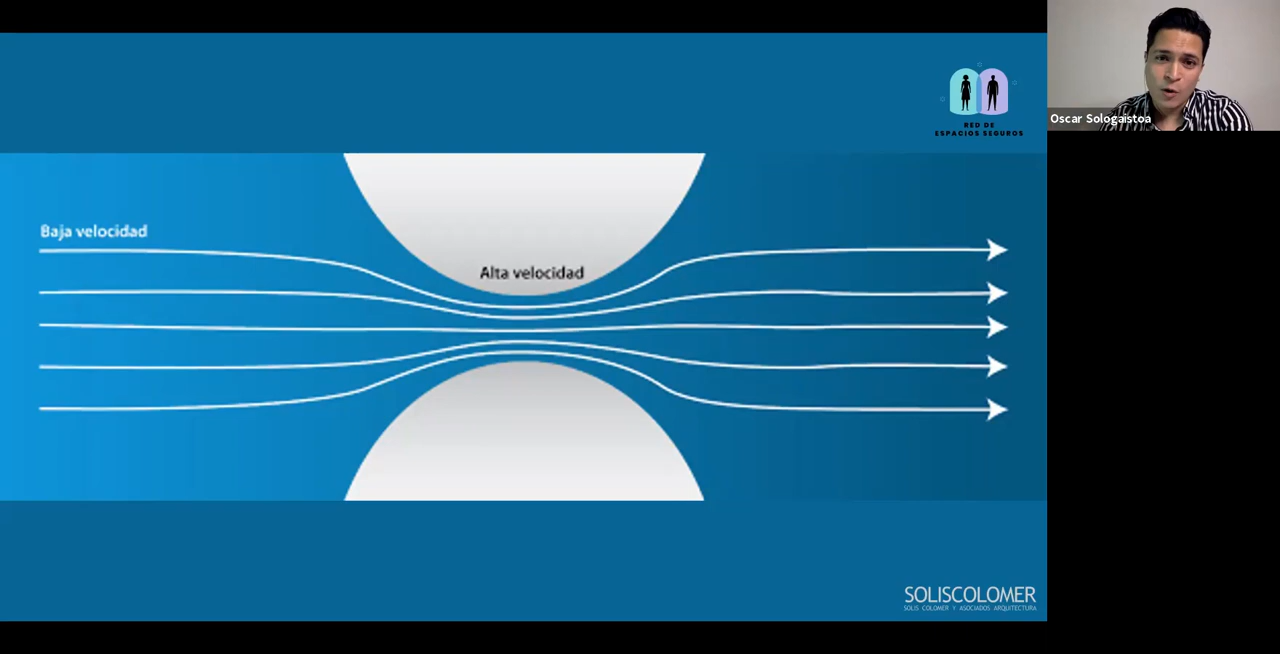 RED DE
ESPACIOS SEGUROS
Oscar Sologaistoa
Baja velocidad
Alta velocidad
SOLISCOLOMER
SOLIS COLOMER Y ASOCIADOS ARQUITECTURA